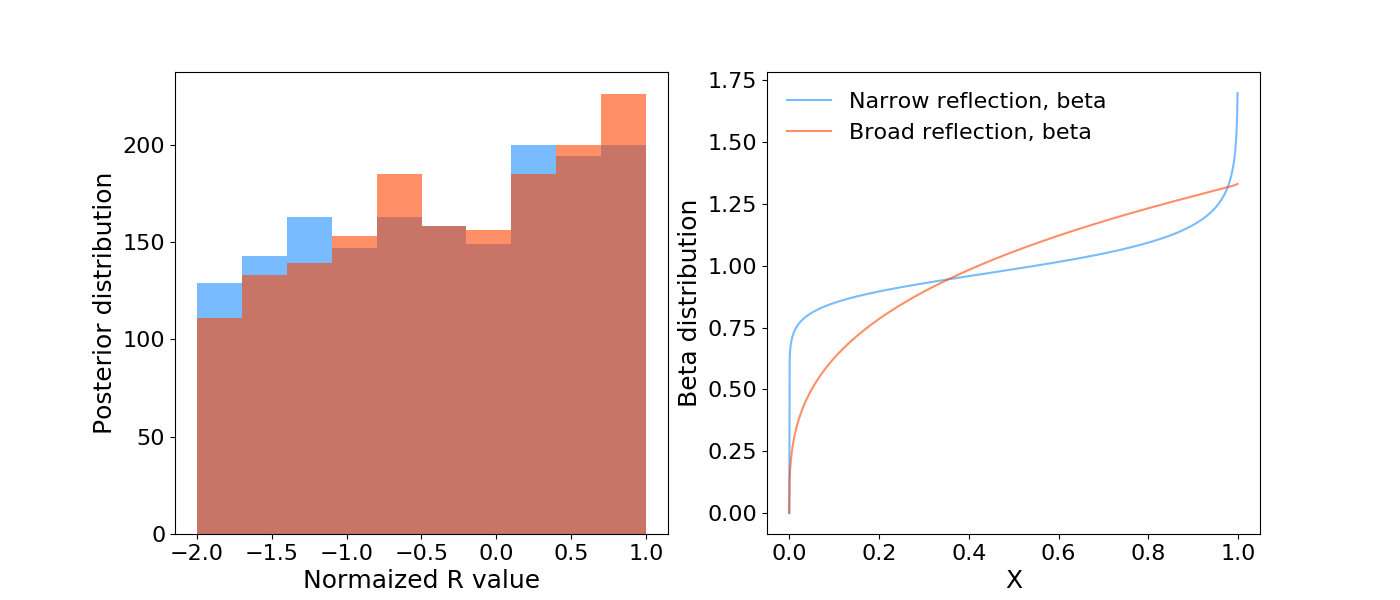 Posterior distribution
200
150
100
50
0
−2.0 −1.5 −1.0 −0.5 0.0 0.5 1.0
Normaized R value
Beta distribution
1.75
1.50
1.25
1.00
0.75
0.50
0.25
0.00
Narrow reflection, beta
Broad reflection, beta
0.0 0.2 0.4 0.6 0.8 1.0
X